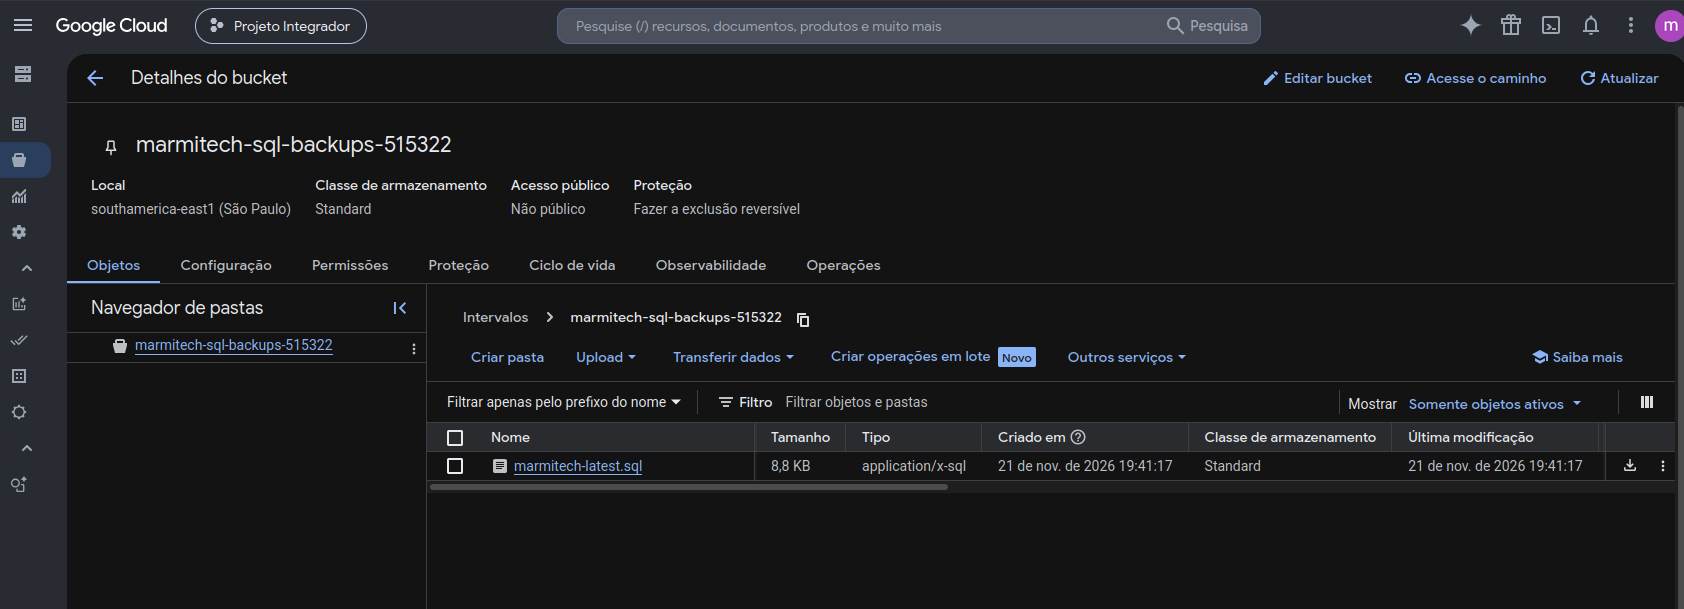 Google Cloud
Projeto Integrador
Pesquise (/) recursos, documentos, produtos e muito mais
Pesquisa
m
Detalhes do bucket
Editar bucket
Acesse o caminho
Atualizar
marmitech-sql-backups-515322
Local
Classe de armazenamento
Acesso público
Proteção
southamerica-east1 (São Paulo)
Standard
Não público
Fazer a exclusão reversível
Objetos
Configuração
Permissões
Proteção
Ciclo de vida
Observabilidade
Operações
Navegador de pastas
marmitech-sql-backups-515322
Intervalos
marmitech-sql-backups-515322
Criar pasta
Upload
Transferir dados
Criar operações em lote
Novo
Outros serviços
Saiba mais
Filtrar apenas pelo prefixo do nome
Filtro
Filtrar objetos e pastas
Mostrar
Somente objetos ativos
Nome
Tamanho
Tipo
Criado em
Classe de armazenamento
Última modificação
marmitech-latest.sql
8,8 KB
application/x-sql
21 de nov. de 2026 19:41:17
Standard
21 de nov. de 2026 19:41:17